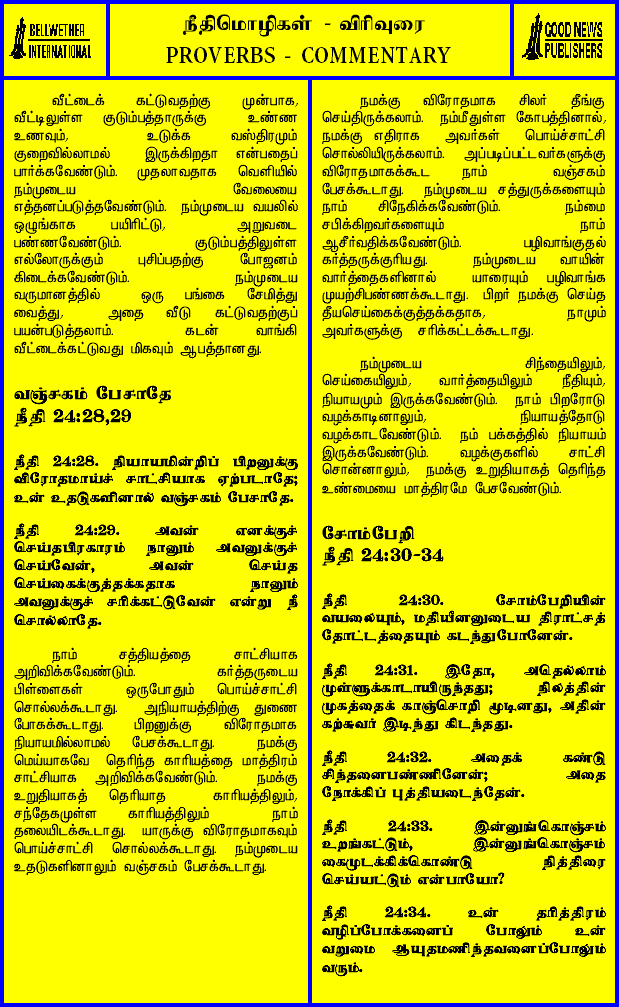 BELLWETHER
INTERNATIONAL
நீதிமொழிகள் - விரிவுரை
PROVERBS - COMMENTARY
GOOD NEWS
PUBLISHERS
வீட்டைக் கட்டுவதற்கு முன்பாக,
வீட்டிலுள்ள குடும்பத்தாருக்கு உண்ண
உணவும், உடுக்க வஸ்திரமும்
குறைவில்லாமல் இருக்கிறதா என்பதைப்
பார்க்கவேண்டும். முதலாவதாக வெளியில்
நம்முடைய வேலையை
எத்தனப்படுத்தவேண்டும். நம்முடைய வயலில்
ஒழுங்காக பயிரிட்டு, அறுவடை
பண்ணவேண்டும். குடும்பத்திலுள்ள
எல்லோருக்கும் புசிப்பதற்கு போஜனம்
கிடைக்கவேண்டும். நம்முடைய
வருமானத்தில் ஒரு பங்கை சேமித்து
வைத்து, அதை வீடு கட்டுவதற்குப்
பயன்படுத்தலாம். கடன் வாங்கி
வீட்டைக்கட்டுவது மிகவும் ஆபத்தானது.
வஞ்சகம் பேசாதே
நீதி 24:28,29
நீதி 24:28. நியாயமின்றிப் பிறனுக்கு
விரோதமாய்ச் சாட்சியாக ஏற்படாதே;
உன் உதடுகளினால் வஞ்சகம் பேசாதே.
நீதி 24:29. அவன் எனக்குச்
செய்தபிரகாரம் நானும் அவனுக்குச்
செய்வேன், அவன் செய்த
செய்கைக்குத்தக்கதாக நானும்
அவனுக்குச் சரிக்கட்டுவேன் என்று நீ
சொல்லாதே.
நாம் சத்தியத்தை சாட்சியாக
அறிவிக்கவேண்டும். கர்த்தருடைய
பிள்ளைகள் ஒருபோதும் பொய்ச்சாட்சி
சொல்லக்கூடாது. அநியாயத்திற்கு துணை
போகக்கூடாது. பிறனுக்கு விரோதமாக
நியாயமில்லாமல் பேசக்கூடாது. நமக்கு
மெய்யாகவே தெரிந்த காரியத்தை மாத்திரம்
சாட்சியாக அறிவிக்கவேண்டும். நமக்கு
உறுதியாகத் தெரியாத காரியத்திலும்,
சந்தேகமுள்ள காரியத்திலும் நாம்
தலையிடக்கூடாது. யாருக்கு விரோதமாகவும்
பொய்ச்சாட்சி சொல்லக்கூடாது. நம்முடைய
உதடுகளினாலும் வஞ்சகம் பேசக்கூடாது.
நமக்கு விரோதமாக சிலர் தீங்கு
செய்திருக்கலாம். நம்மீதுள்ள கோபத்தினால்,
நமக்கு எதிராக அவர்கள் பொய்ச்சாட்சி
சொல்லியிருக்கலாம். அப்படிப்பட்டவர்களுக்கு
விரோதமாகக்கூட நாம் வஞ்சகம்
பேசக்கூடாது. நம்முடைய சத்துருக்களையும்
நாம் சிநேகிக்கவேண்டும். நம்மை
சபிக்கிறவர்களையும் நாம்
ஆசீர்வதிக்கவேண்டும். பழிவாங்குதல்
கர்த்தருக்குரியது. நம்முடைய வாயின்
வார்த்தைகளினால் யாரையும் பழிவாங்க
முயற்சிபண்ணக்கூடாது. பிறர் நமக்கு செய்த
தீயசெய்கைக்குத்தக்கதாக, நாமும்
அவர்களுக்கு சரிக்கட்டக்கூடாது.
நம்முடைய சிந்தையிலும்,
செய்கையிலும், வார்த்தையிலும் நீதியும்,
நியாயமும் இருக்கவேண்டும். நாம் பிறரோடு
வழக்காடினாலும், நியாயத்தோடு
வழக்காடவேண்டும். நம் பக்கத்தில் நியாயம்
இருக்கவேண்டும். வழக்குகளில் சாட்சி
சொன்னாலும், நமக்கு உறுதியாகத் தெரிந்த
உண்மையை மாத்திரமே பேசவேண்டும்.
சோம்பேறி
நீதி 24:30-34
நீதி 24:30. சோம்பேறியின்
வயலையும், மதியீனனுடைய திராட்சத்
தோட்டத்தையும் கடந்துபோனேன்.
நீதி 24:31. இதோ, அதெல்லாம்
முள்ளுக்காடாயிருந்தது; நிலத்தின்
முகத்தைக் காஞ்சொறி மூடினது, அதின்
கற்சுவர் இடிந்து கிடந்தது.
நீதி 24:32. அதைக் கண்டு
சிந்தனைபண்ணினேன்; அதை
நோக்கிப் புத்தியடைந்தேன்.
நீதி 24:33. இன்னுங்கொஞ்சம்
உறங்கட்டும், இன்னுங்கொஞ்சம்
கைமுடக்கிக்கொண்டு நித்திரை
செய்யட்டும் என்பாயோ?
நீதி 24:34. உன் தரித்திரம்
வழிப்போக்கனைப் போலும் உன்
வறுமை ஆயுதமணிந்தவனைப்போலும்
வரும்.